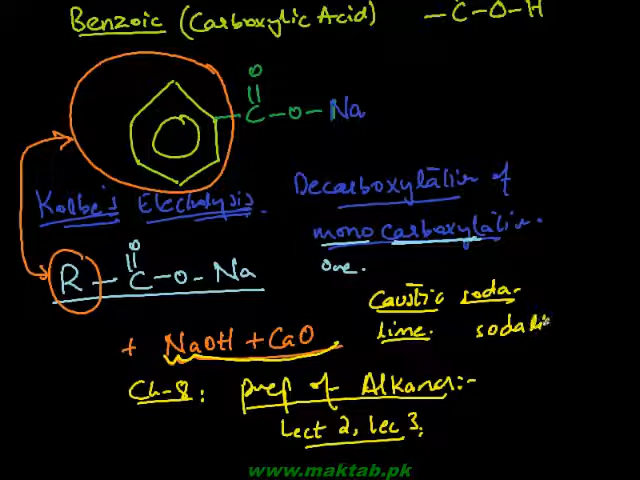 Benzoic (Carboxylic Acid) —C-O-H
O
||
C-O-Na
Kolbe's Electrolysis. Decarboxylation of
mono carboxylation.
one.
O
||
R-C-O-Na
Caustic soda-
lime. sodali
+ NaOH + CaO
Ch-8: prep of Alkanes:-
Lect 2, Lec 3,
www.maktab.pk